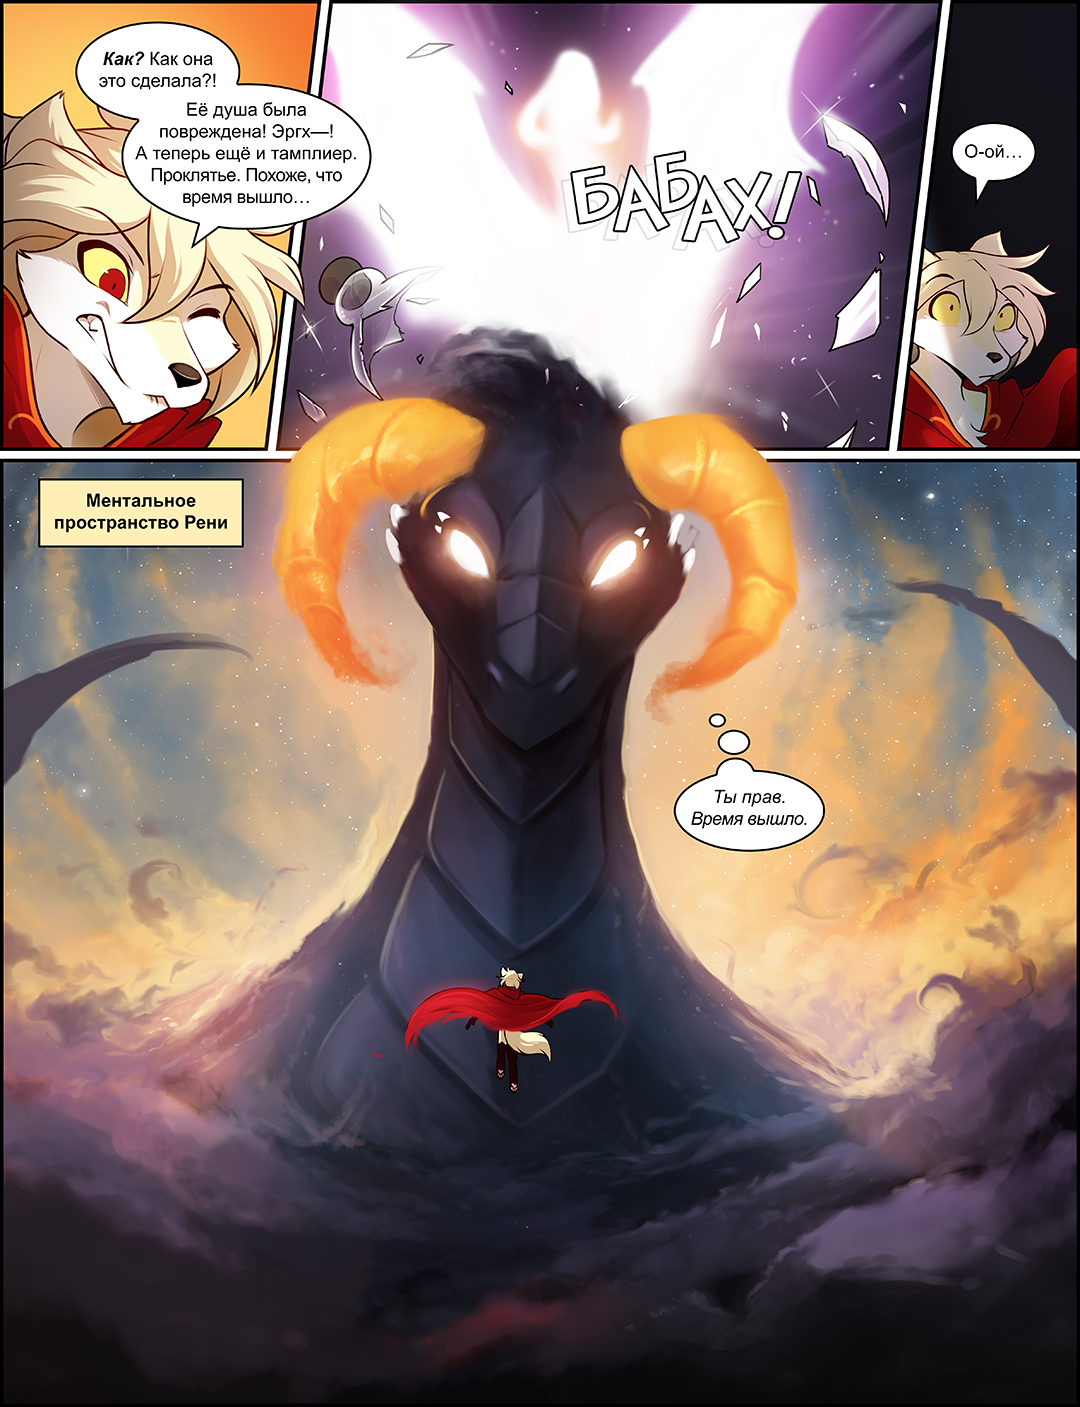 Как? Как она
это сделала?!
Её душа была
повреждена! Эргх—!
А теперь ещё и тамплиер.
Проклятье. Похоже, что
время вышло...
БАБАХ!
О-ой...
Ментальное
пространство Рени
Ты прав.
Время вышло.